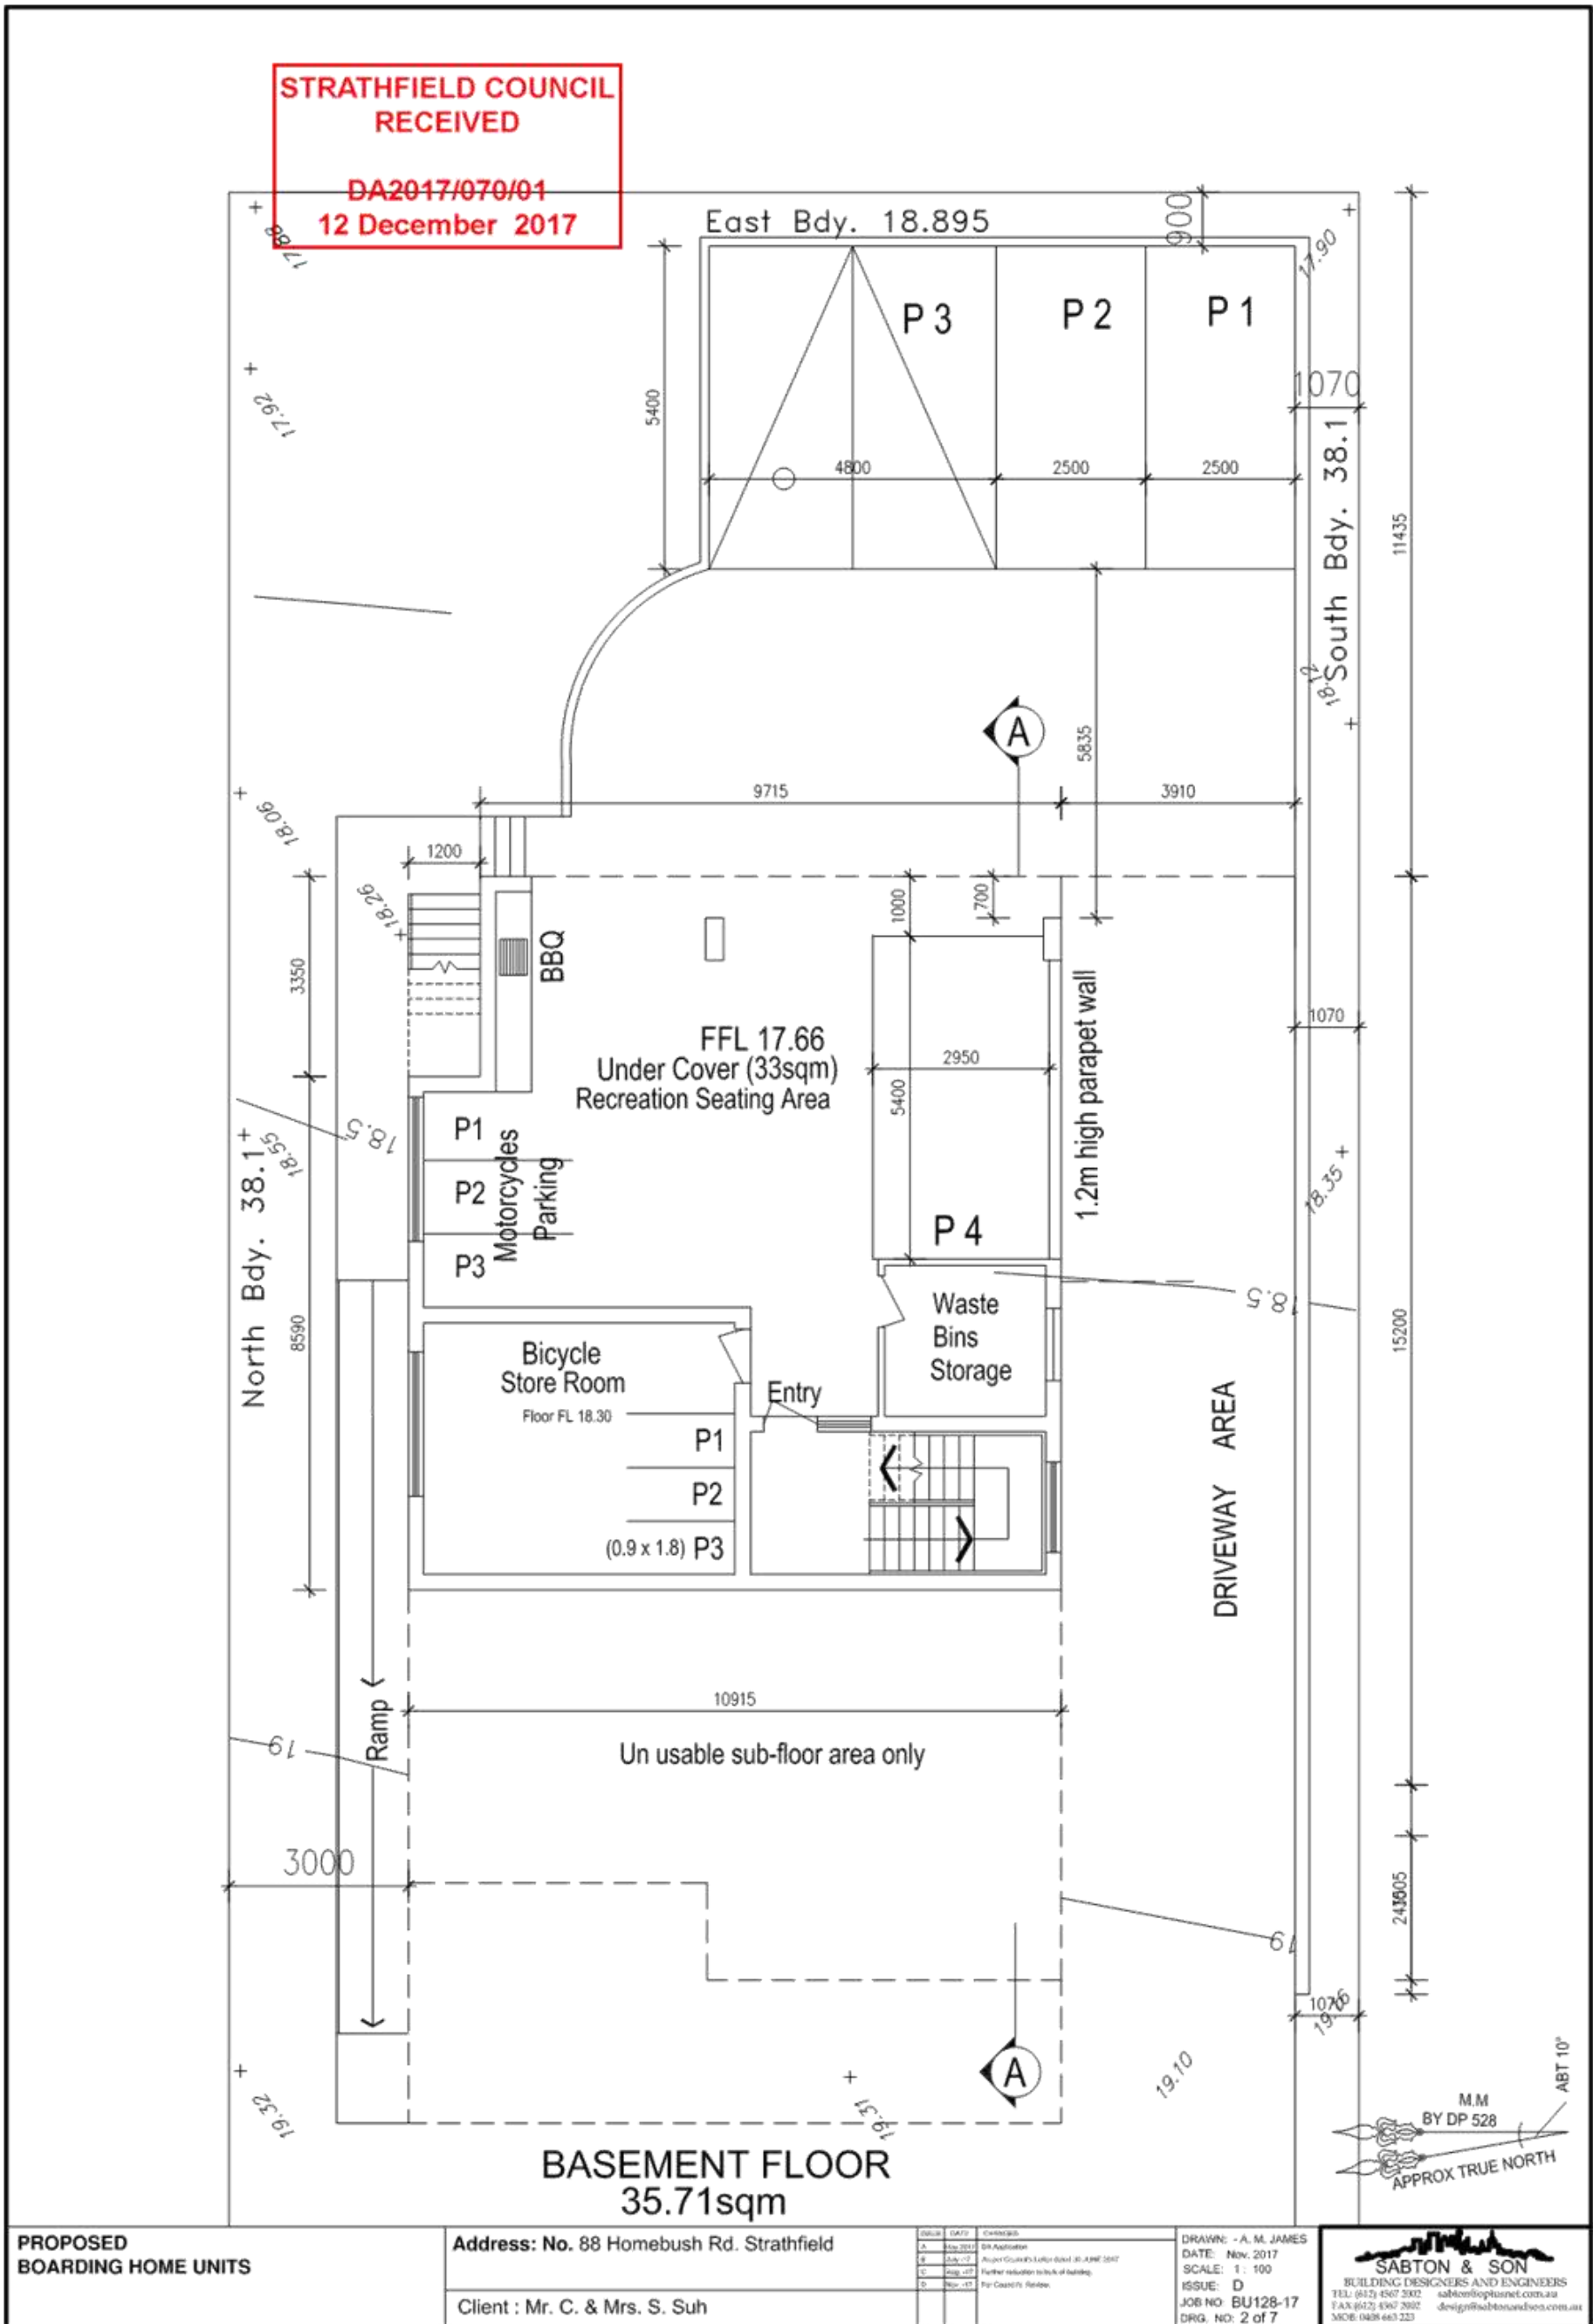 STRATHFIELD COUNCIL
RECEIVED
DA2017/070/01
12 December 2017
East Bdy. 18.895
900
17.88
17.90
P 3
P 2
P 1
1070
17.92
5400
4800
2500
2500
South Bdy. 38.1
11435
18.12
A
5835
9715
3910
18.06
1200
18.26
1000
700
BBQ
3350
FFL 17.66
Under Cover (33sqm)
Recreation Seating Area
2950
5400
1.2m high parapet wall
1070
18.5
18.55
P1
P2
P3
Motorcycles
Parking
18.35
North Bdy. 38.1
P 4
18.5
Waste
Bins
Storage
8590
15200
Bicycle
Store Room
Floor FL 18.30
Entry
P1
P2
(0.9 x 1.8) P3
DRIVEWAY AREA
Ramp
10915
19
Un usable sub-floor area only
3000
19
1070
A
19.10
19.32
19.31
ABT 10°
M.M
BY DP 528
APPROX TRUE NORTH
BASEMENT FLOOR
35.71sqm
PROPOSED
BOARDING HOME UNITS
Address: No. 88 Homebush Rd. Strathfield
Client : Mr. C. & Mrs. S. Suh
DRAWN: - A. M. JAMES
DATE: Nov. 2017
SCALE: 1 : 100
ISSUE: D
JOB NO: BU128-17
DRG. NO: 2 of 7
SABTON & SON
BUILDING DESIGNERS AND ENGINEERS